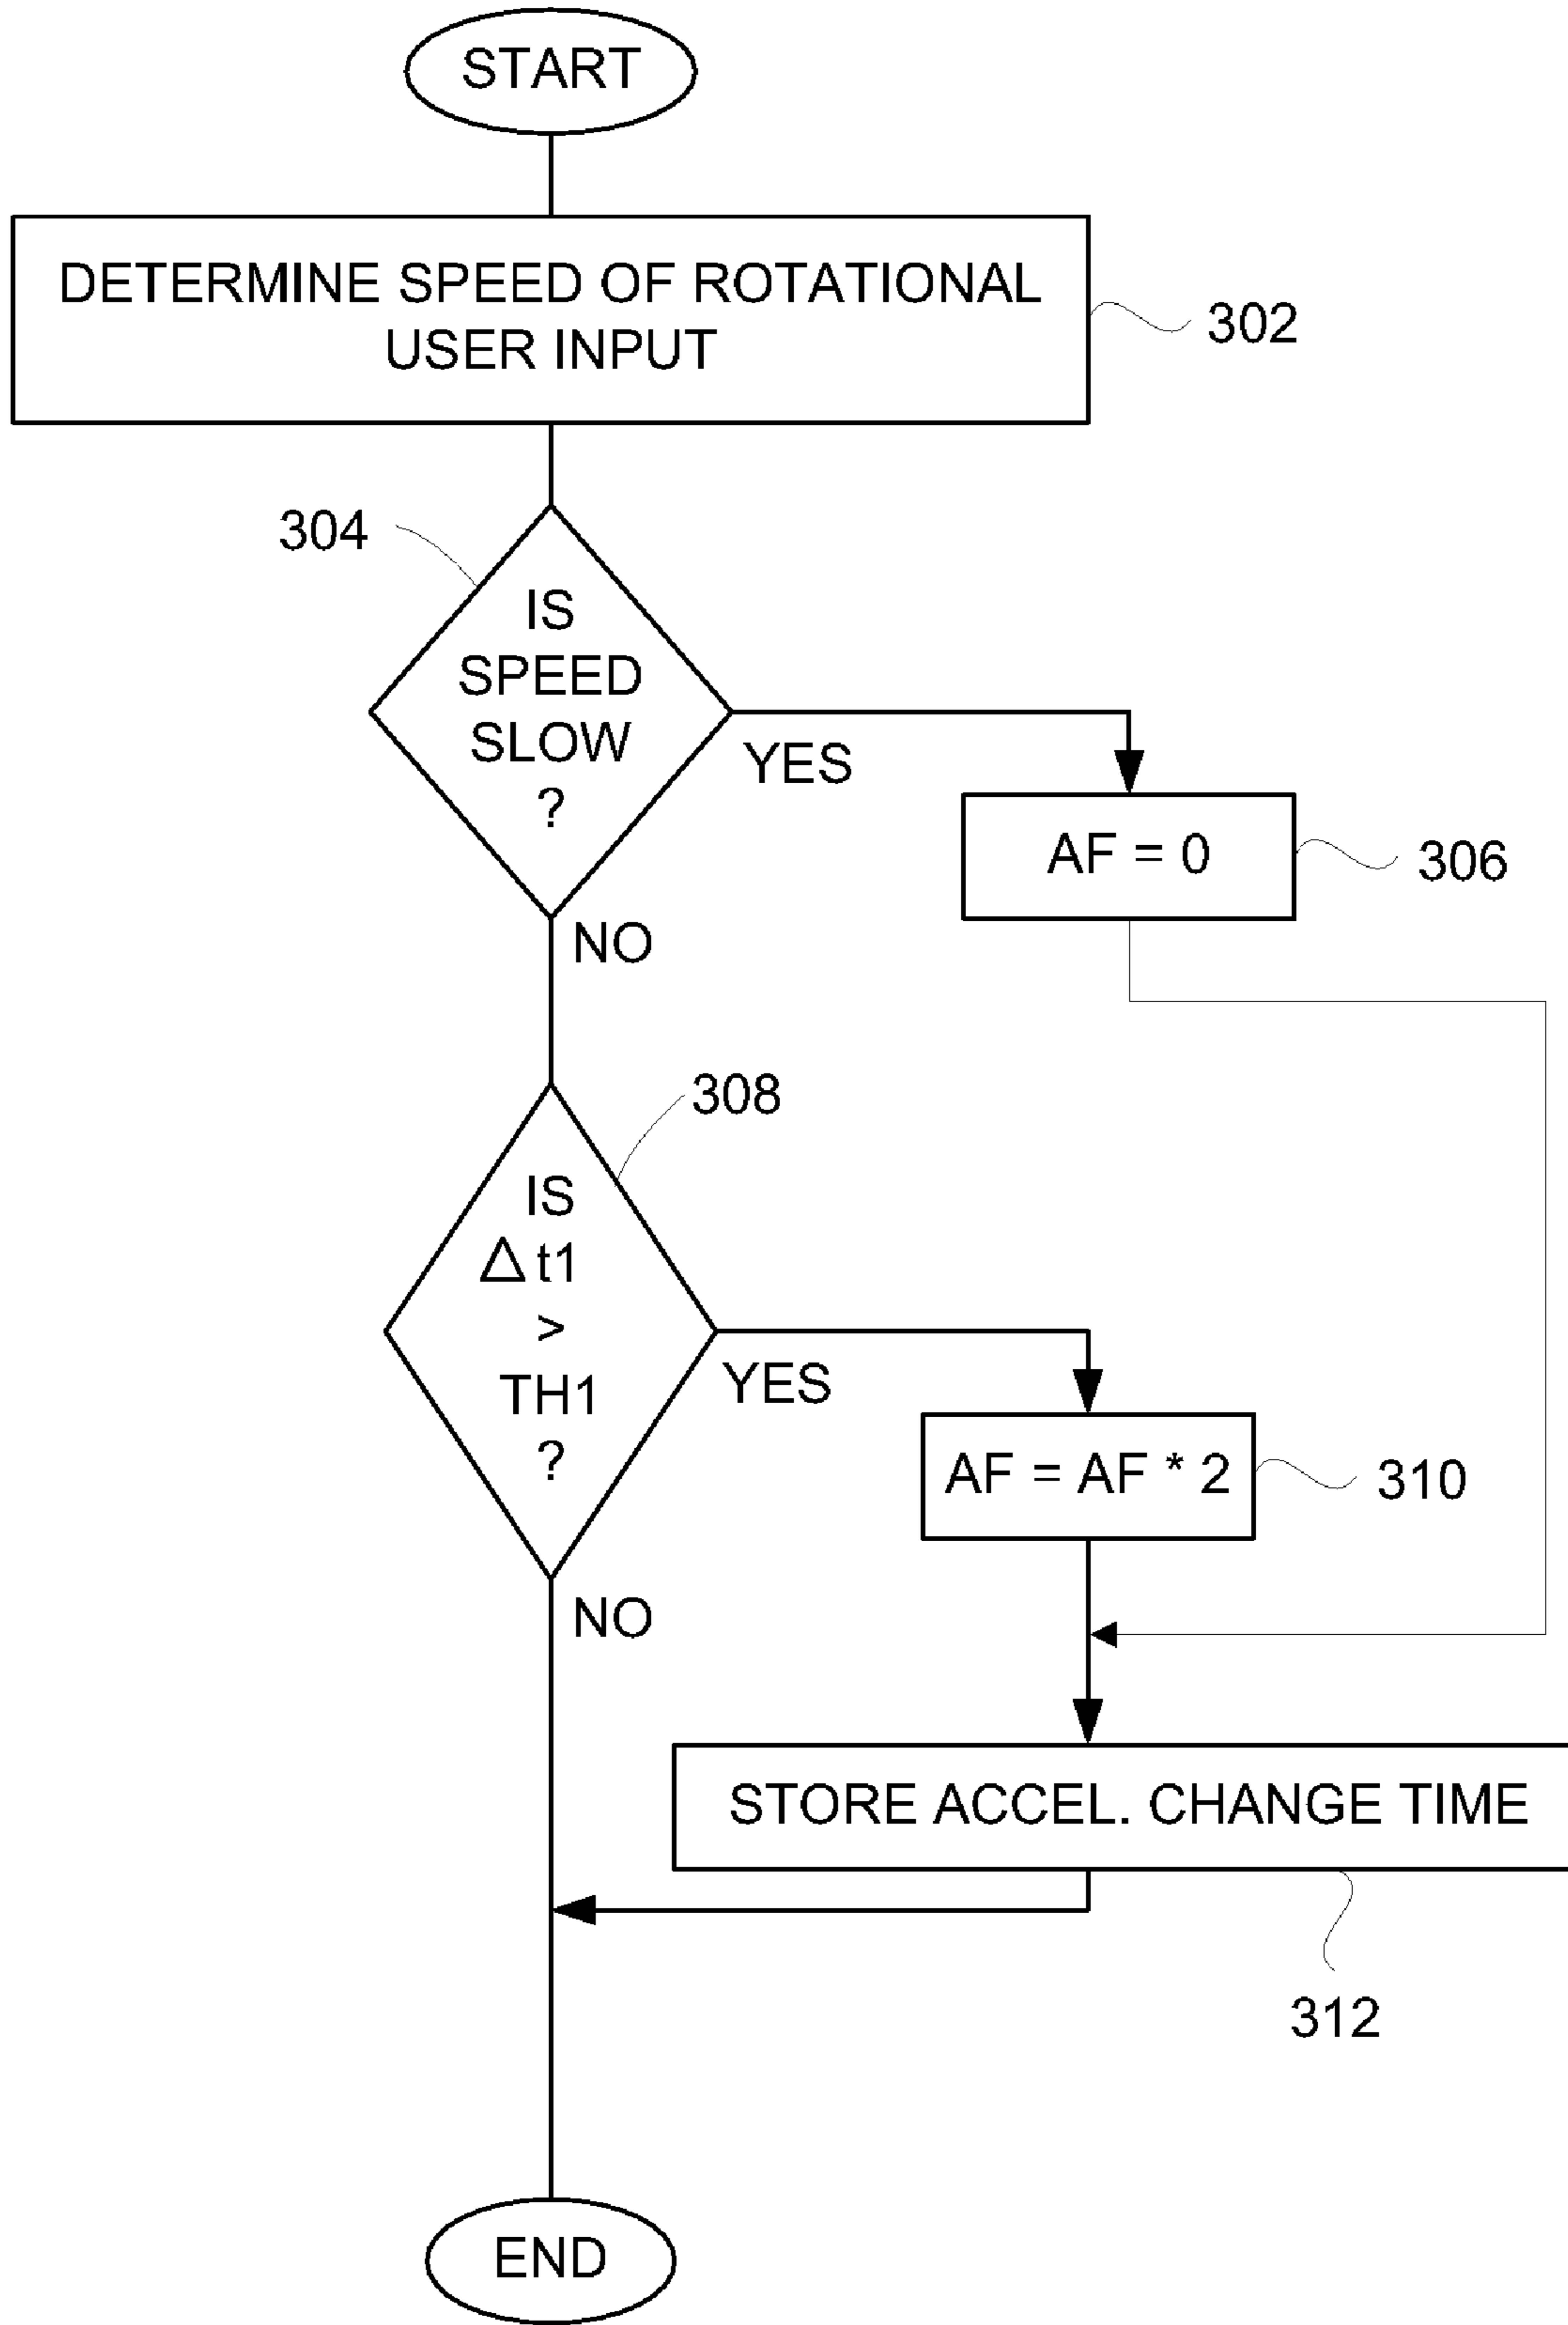 START
DETERMINE SPEED OF ROTATIONAL
USER INPUT
302
304
IS
SPEED
SLOW
?
YES
AF = 0
306
NO
308
IS
Δ t1
>
TH1
?
YES
AF = AF * 2
310
NO
STORE ACCEL. CHANGE TIME
312
END